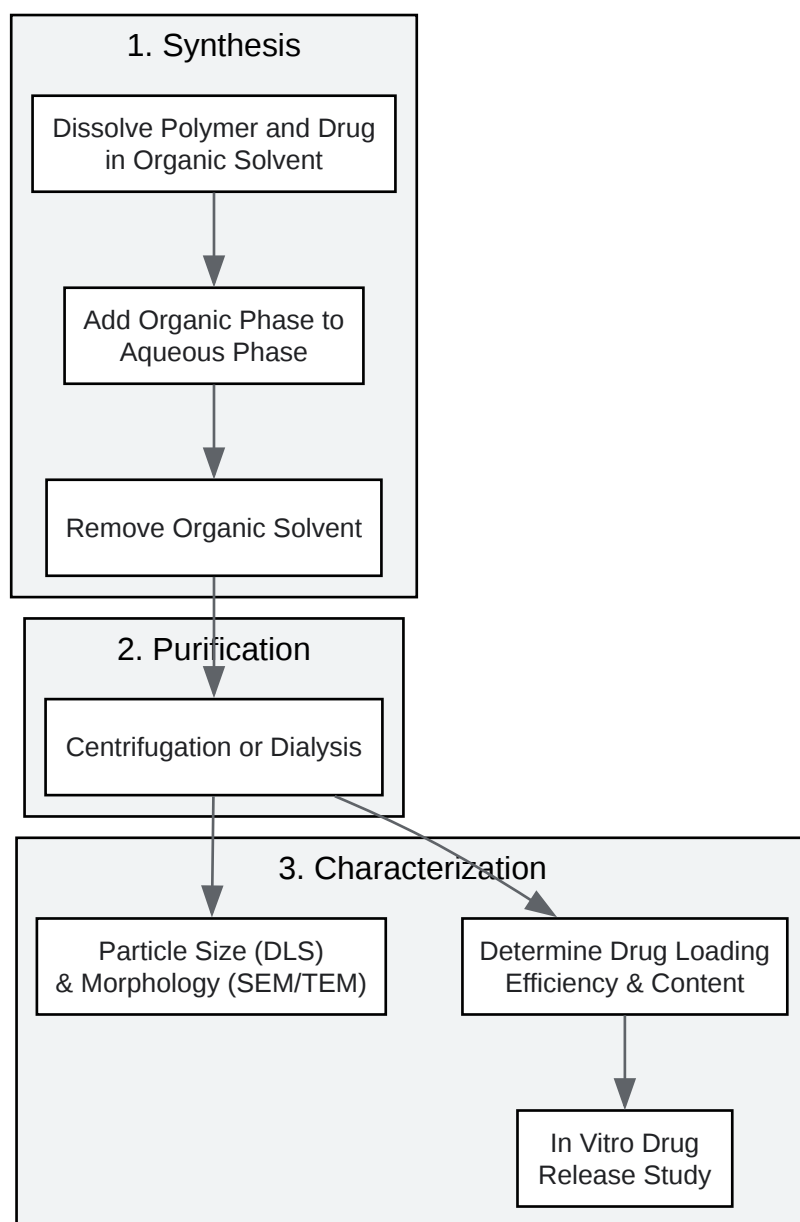 1. Synthesis
Dissolve Polymer and Drug
in Organic Solvent
Add Organic Phase to
Aqueous Phase
Remove Organic Solvent
2. Purification
Centrifugation or Dialysis
3. Characterization
Particle Size (DLS)
& Morphology (SEM/TEM)
Determine Drug Loading
Efficiency & Content
In Vitro Drug
Release Study